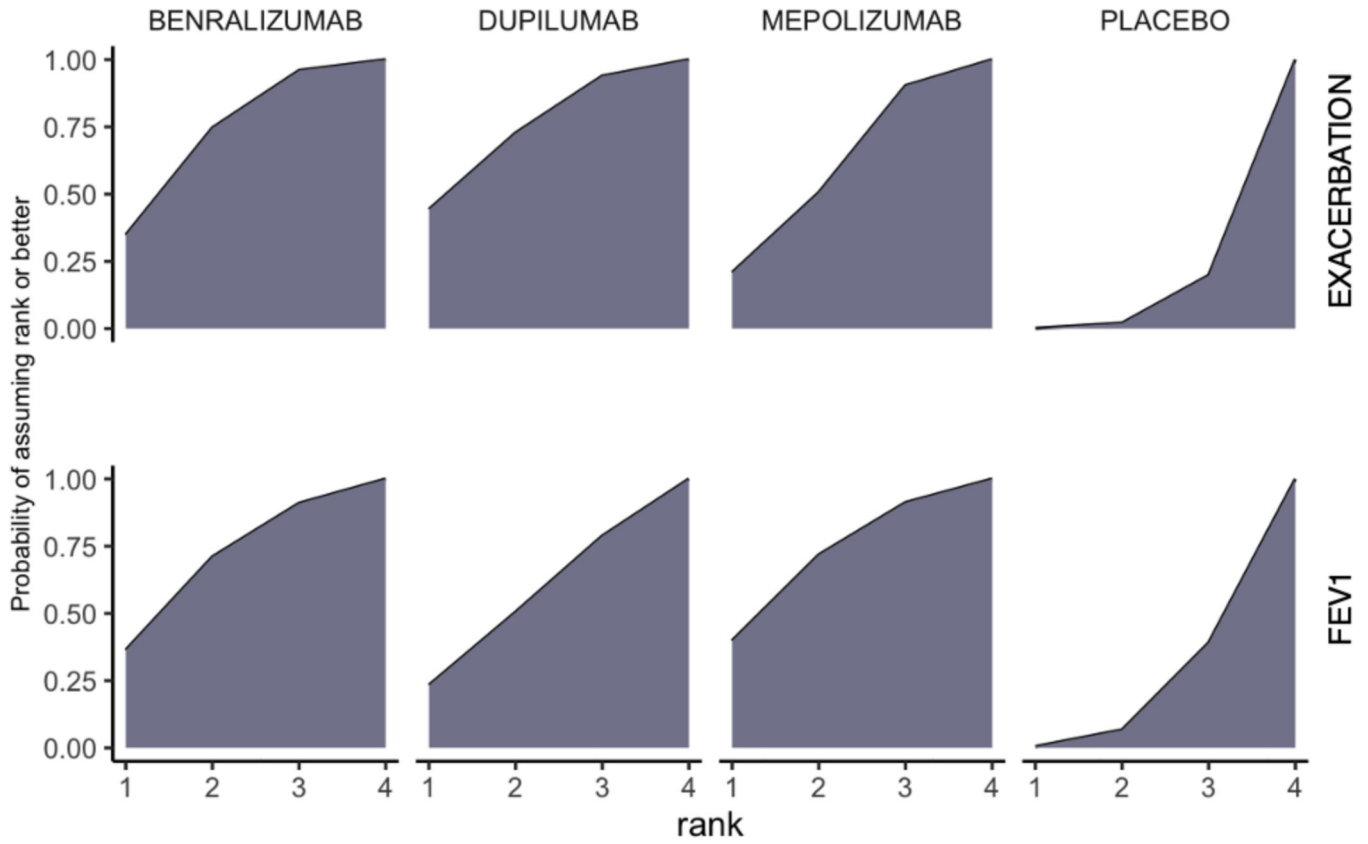 BENRALIZUMAB DUPILUMAB MEPOLIZUMAB PLACEBO
1.00
0.75
0.50
0.25
0.00
EXACERBATION
Probability of assuming rank or better
1.00
0.75
0.50
0.25
0.00
FEV1
1 2 3 4 1 2 3 4 1 2 3 4 1 2 3 4
rank